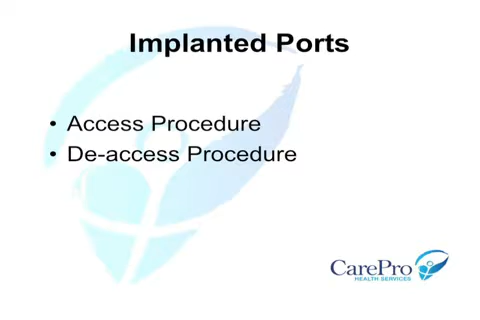 Implanted Ports
• Access Procedure
• De-access Procedure
CarePro
HEALTH SERVICES